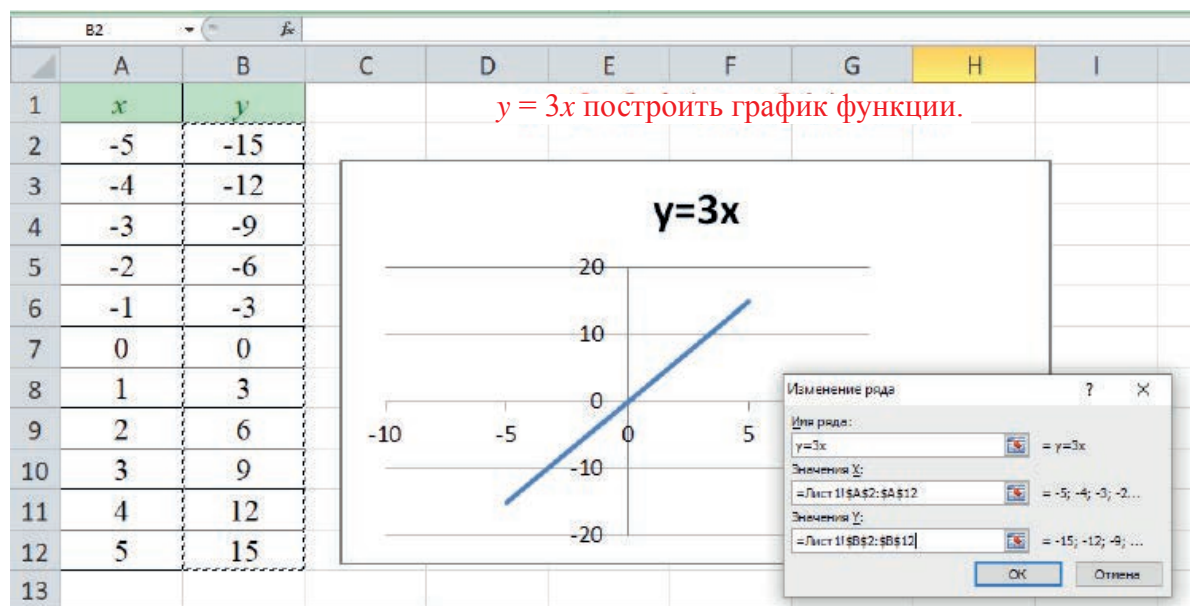 B2 fx
A B C D E F G H I
1 x y y = 3x построить график функции.
2 -5 -15
3 -4 -12
4 -3 -9
5 -2 -6
6 -1 -3
7 0 0
8 1 3
9 2 6
10 3 9
11 4 12
12 5 15
13
y=3x
20
10
0
-10 -5 0 5
-10
-20
Изменение ряда ? ×
Имя ряда:
y=3x = y=3x
Значения X:
=Лист1!$A$2:$A$12 = -5; -4; -3; -2...
Значения Y:
=Лист1!$B$2:$B$12 = -15; -12; -9; ...
OK Отмена